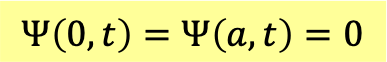 Ψ(0, t) = Ψ(a, t) = 0